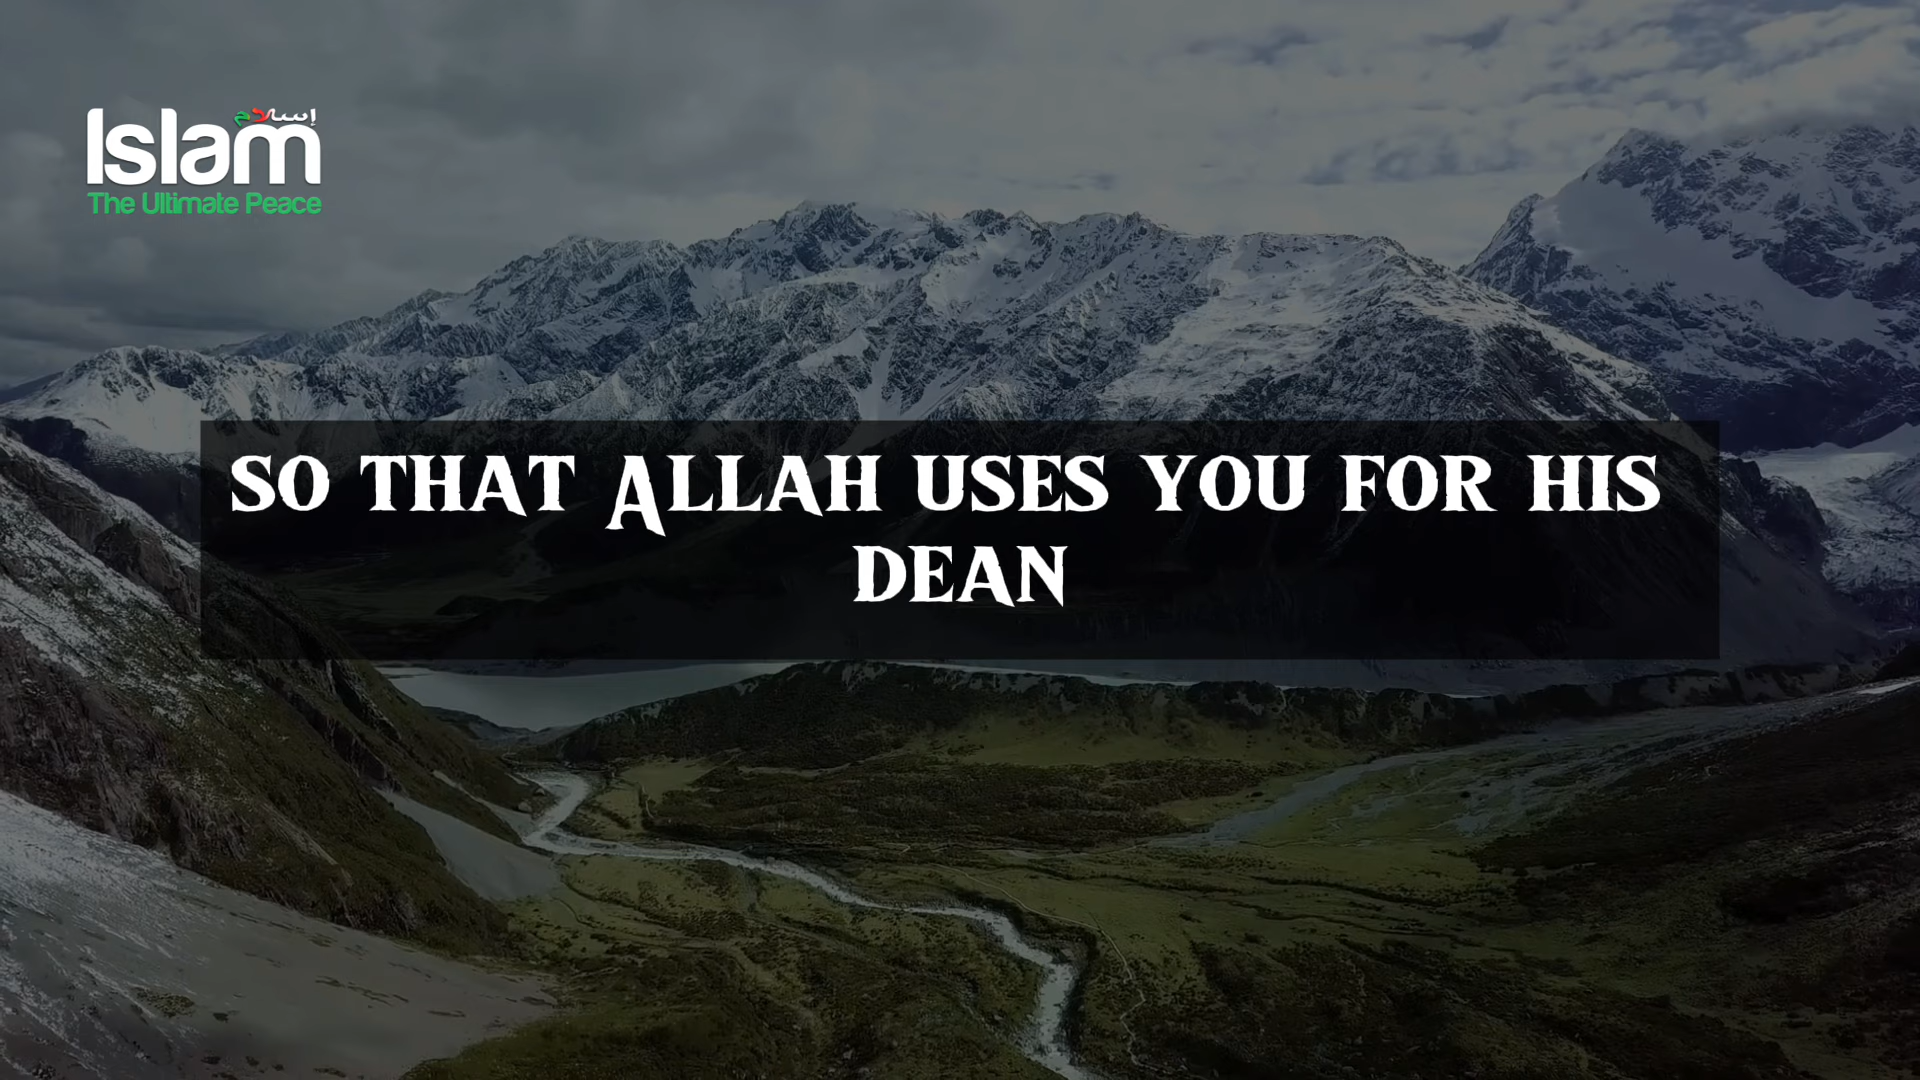 إسلام
Islam
The Ultimate Peace
so that Allah uses you for his
dean